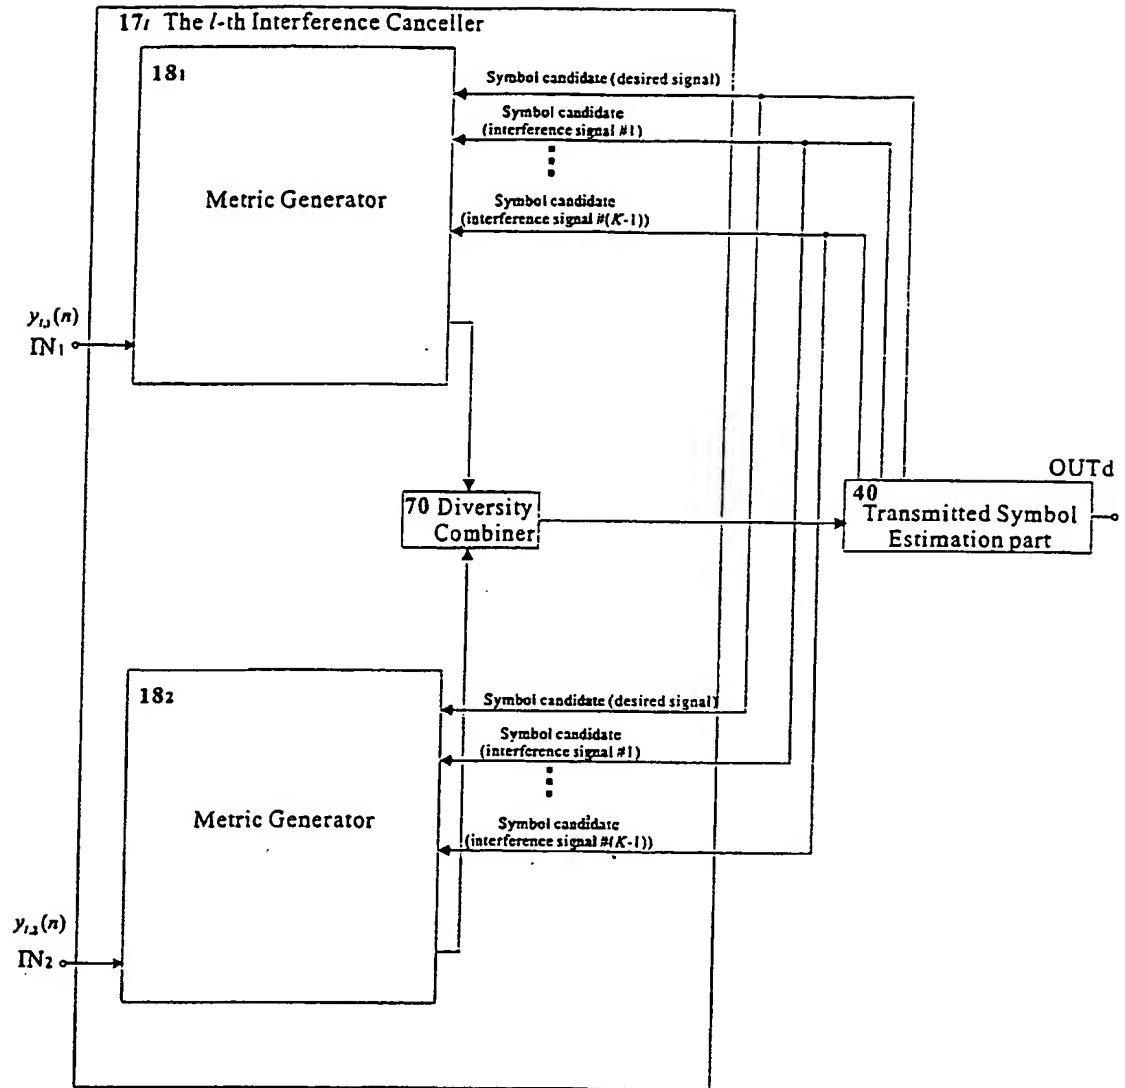 17l The l-th Interference Canceller
181
Symbol candidate (desired signal)
Symbol candidate
(interference signal #1)
Metric Generator
Symbol candidate
(interference signal #(K-1))
yl,1(n)
IN1
OUTd
70 Diversity
Combiner
40
Transmitted Symbol
Estimation part
182
Symbol candidate (desired signal)
Symbol candidate
(interference signal #1)
Metric Generator
Symbol candidate
(interference signal #(K-1))
yl,2(n)
IN2